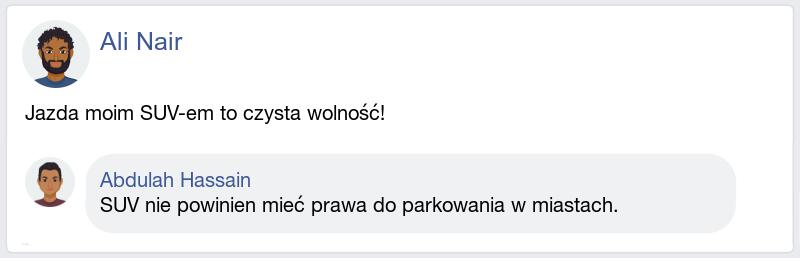 Ali Nair
Jazda moim SUV-em to czysta wolność!
Abdulah Hassain
SUV nie powinien mieć prawa do parkowania w miastach.